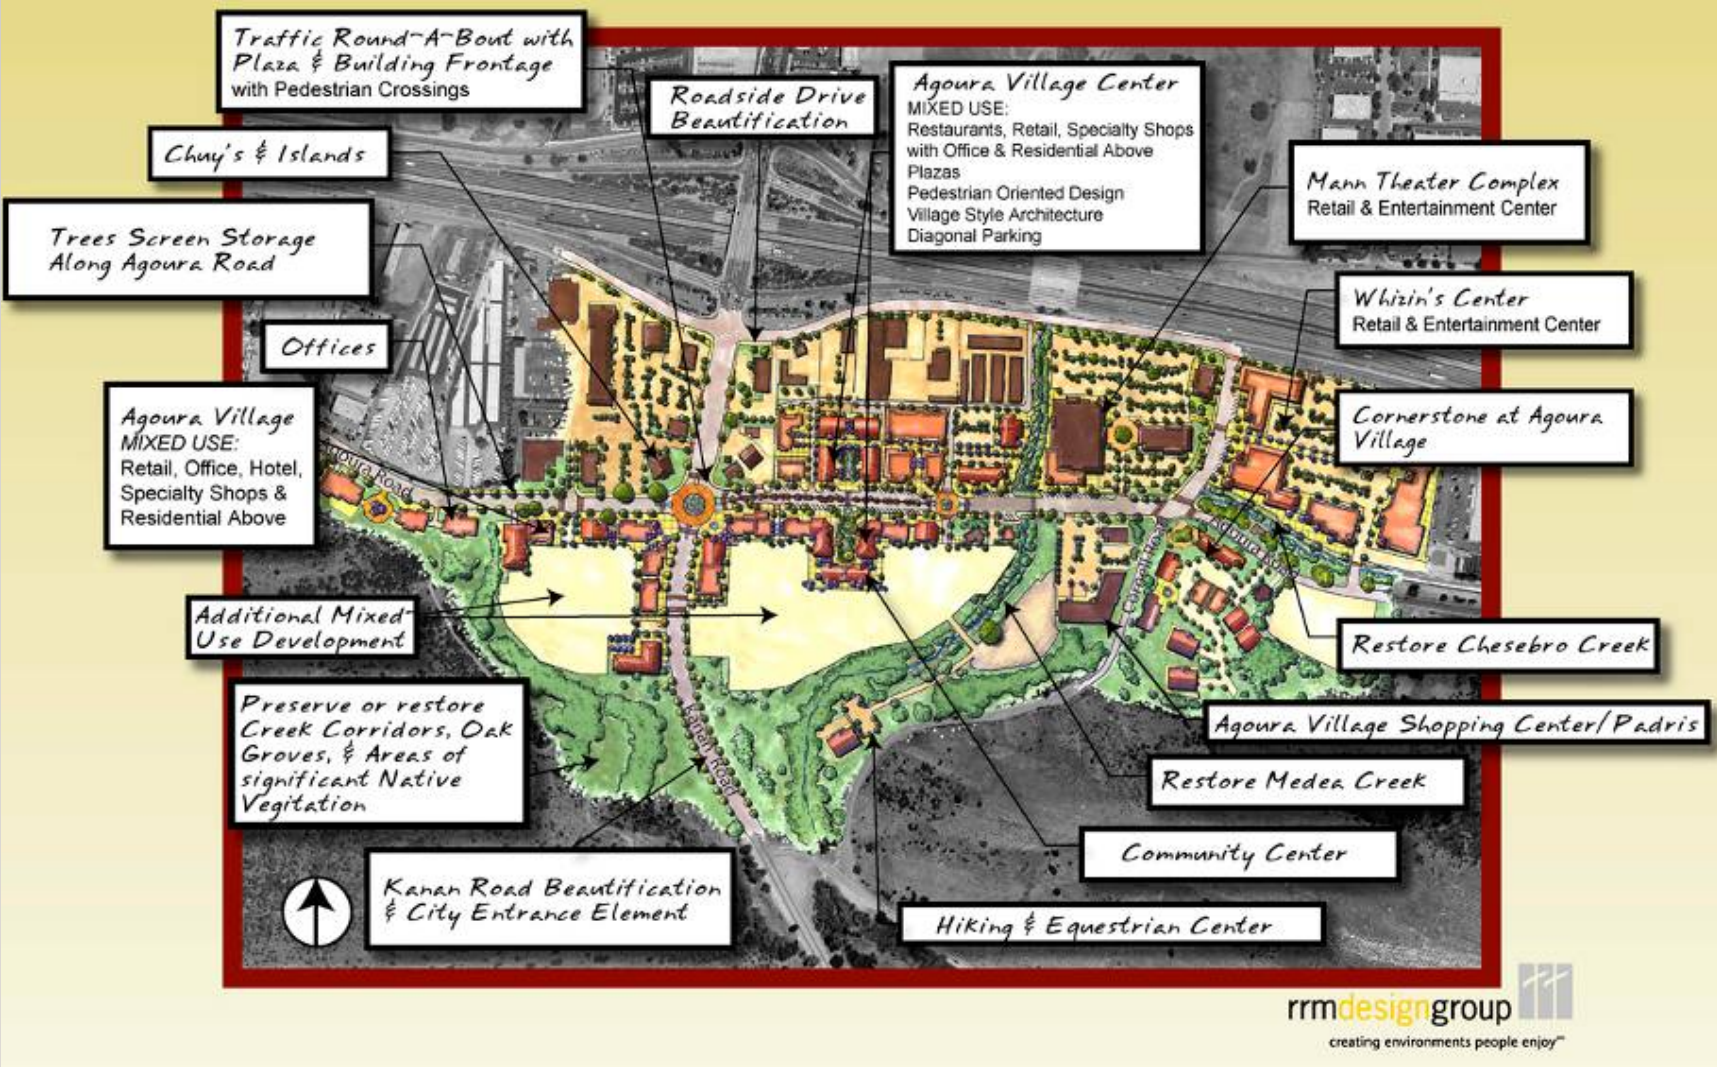 Traffic Round-A-Bout with
Plaza & Building Frontage
with Pedestrian Crossings
Roadside Drive
Beautification
Agoura Village Center
MIXED USE:
Restaurants, Retail, Specialty Shops
with Office & Residential Above
Plazas
Pedestrian Oriented Design
Village Style Architecture
Diagonal Parking
Chuy's & Islands
Mann Theater Complex
Retail & Entertainment Center
Trees Screen Storage
Along Agoura Road
Whizin's Center
Retail & Entertainment Center
Offices
Agoura Village
MIXED USE:
Retail, Office, Hotel,
Specialty Shops &
Residential Above
Cornerstone at Agoura
Village
Agoura Road
Agoura Road
Cornell Rd
Additional Mixed-
Use Development
Restore Chesebro Creek
Preserve or restore
Creek Corridors, Oak
Groves, & Areas of
significant Native
Vegitation
Kanan Road
Agoura Village Shopping Center/Padris
Restore Medea Creek
Community Center
Kanan Road Beautification
& City Entrance Element
Hiking & Equestrian Center
rrmdesigngroup
creating environments people enjoy